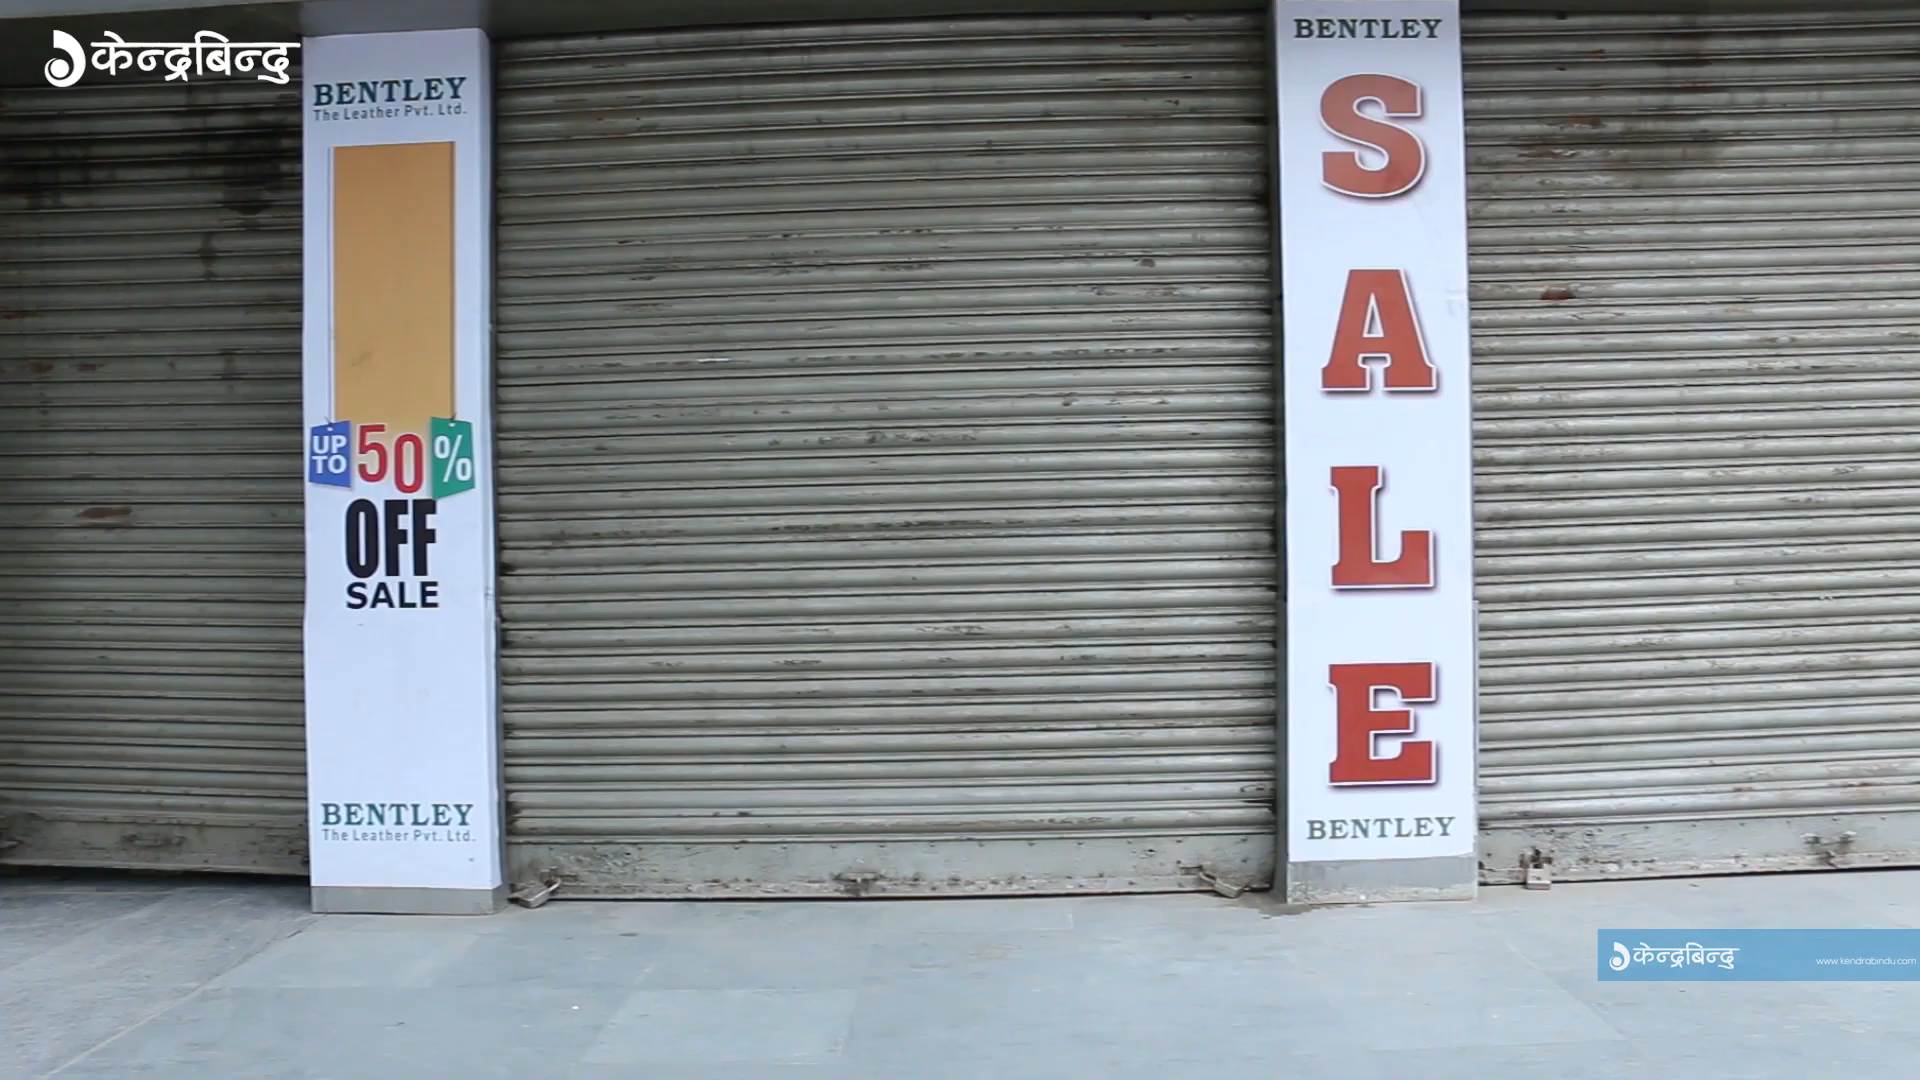 केन्द्रबिन्दु
BENTLEY
The Leather Pvt. Ltd.
UP TO 50%
OFF
SALE
BENTLEY
The Leather Pvt. Ltd.
BENTLEY
S
A
L
E
BENTLEY
केन्द्रबिन्दु
www.kendrabindu.com